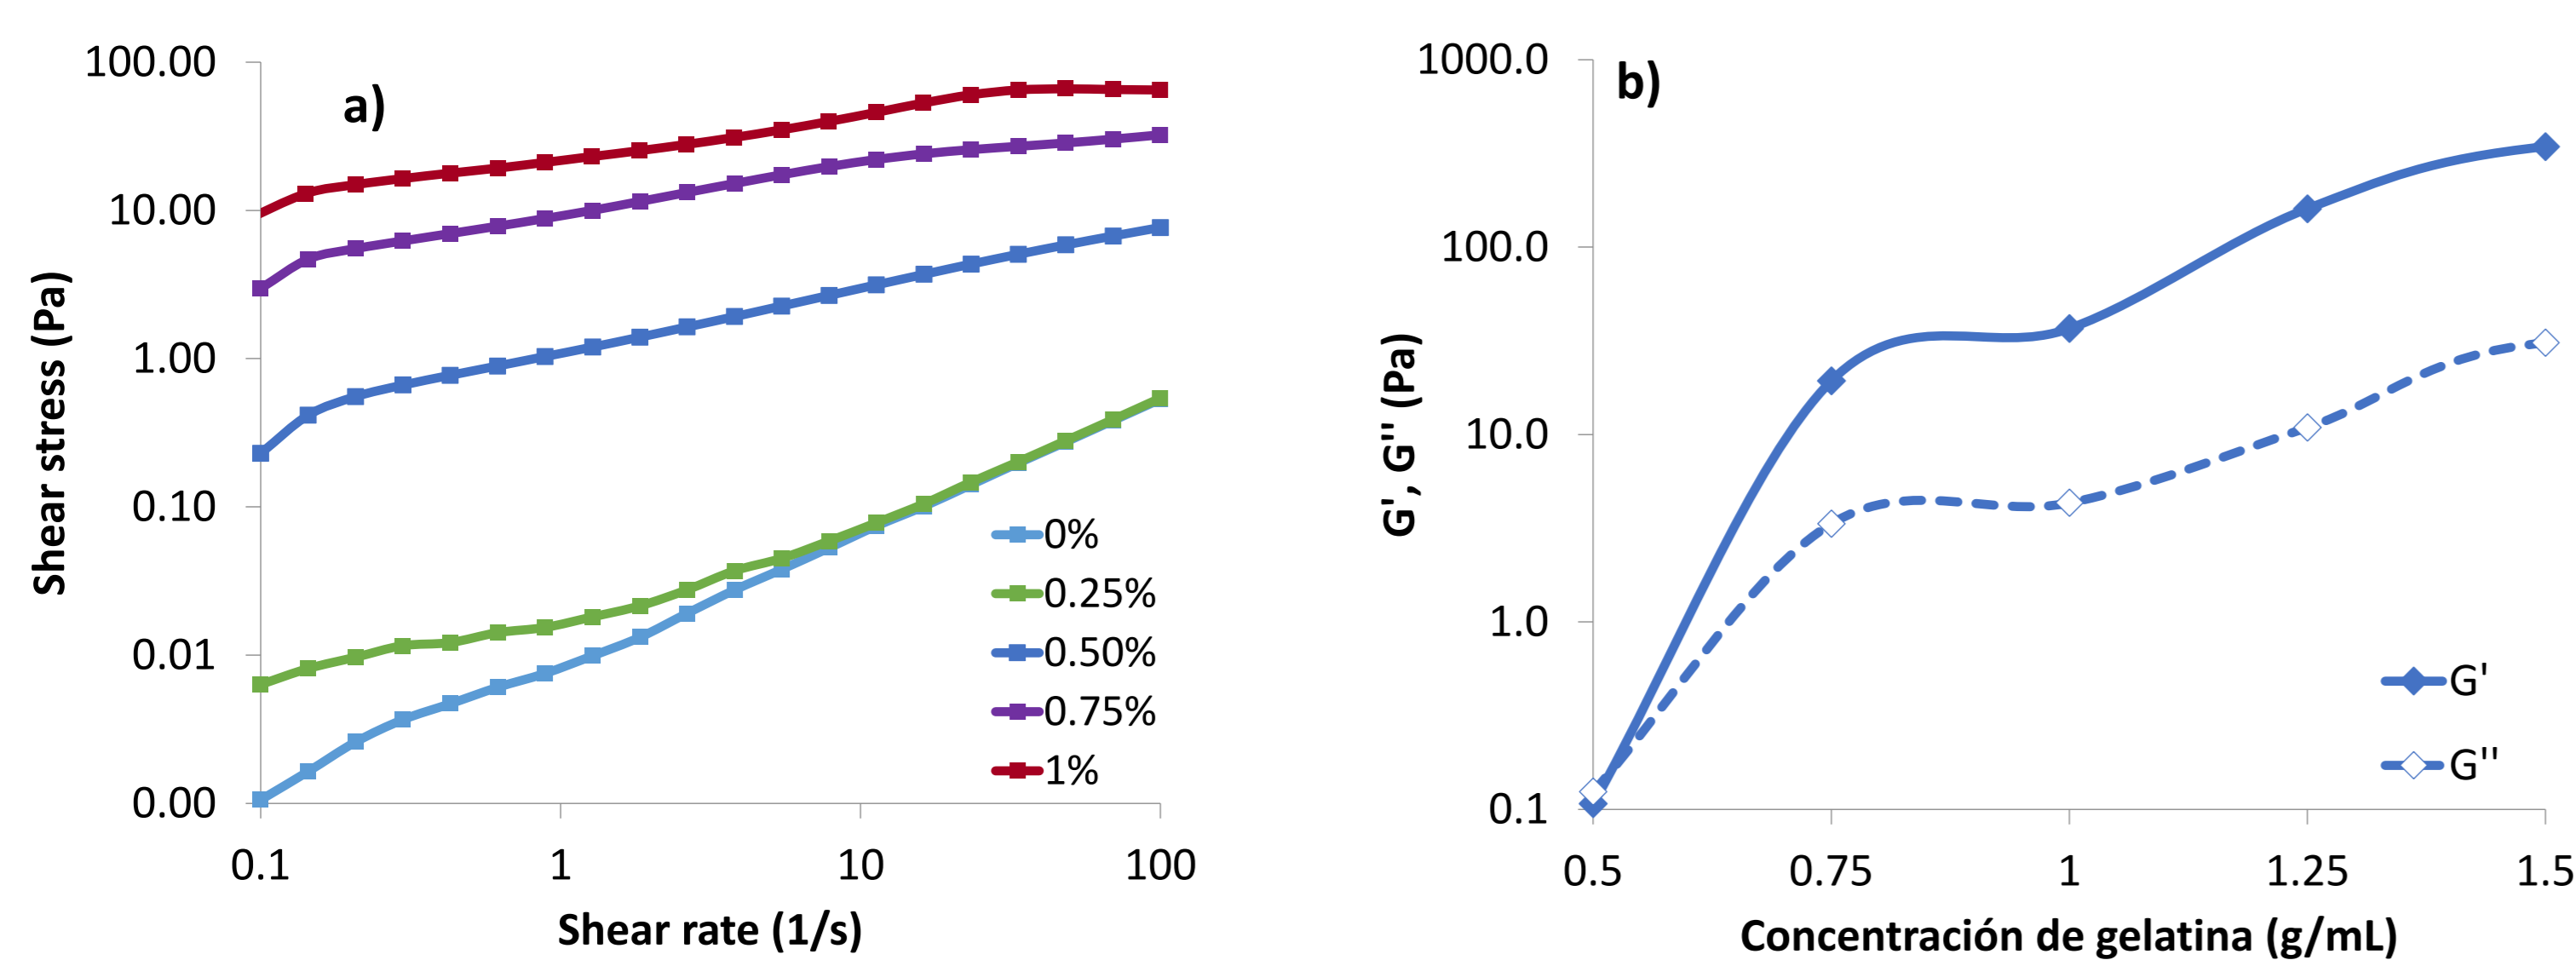 a)
100.00
10.00
1.00
0.10
0.01
0.00
Shear stress (Pa)
0%
0.25%
0.50%
0.75%
1%
0.1 1 10 100
Shear rate (1/s)
b)
1000.0
100.0
10.0
1.0
0.1
G', G'' (Pa)
G'
G''
0.5 0.75 1 1.25 1.5
Concentración de gelatina (g/mL)